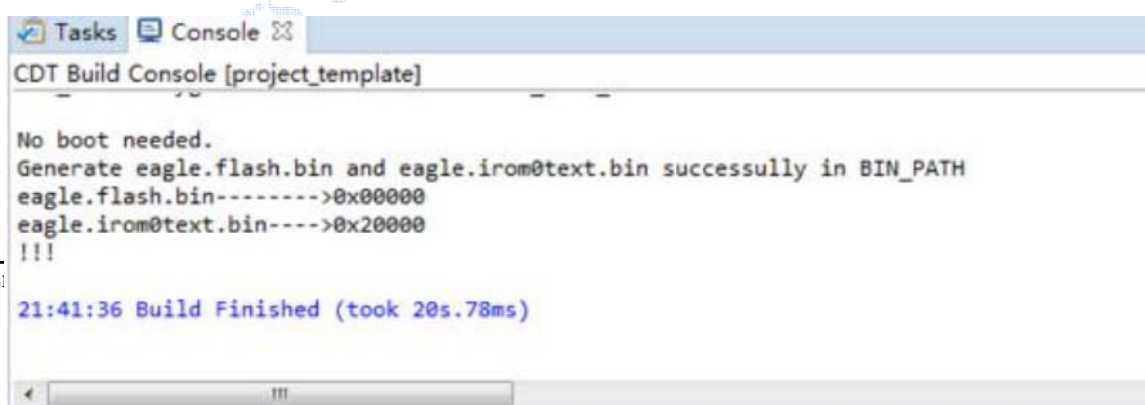 Tasks Console
CDT Build Console [project_template]
No boot needed.
Generate eagle.flash.bin and eagle.irom0text.bin successully in BIN_PATH
eagle.flash.bin-------->0x00000
eagle.irom0text.bin---->0x20000
!!!
21:41:36 Build Finished (took 20s.78ms)